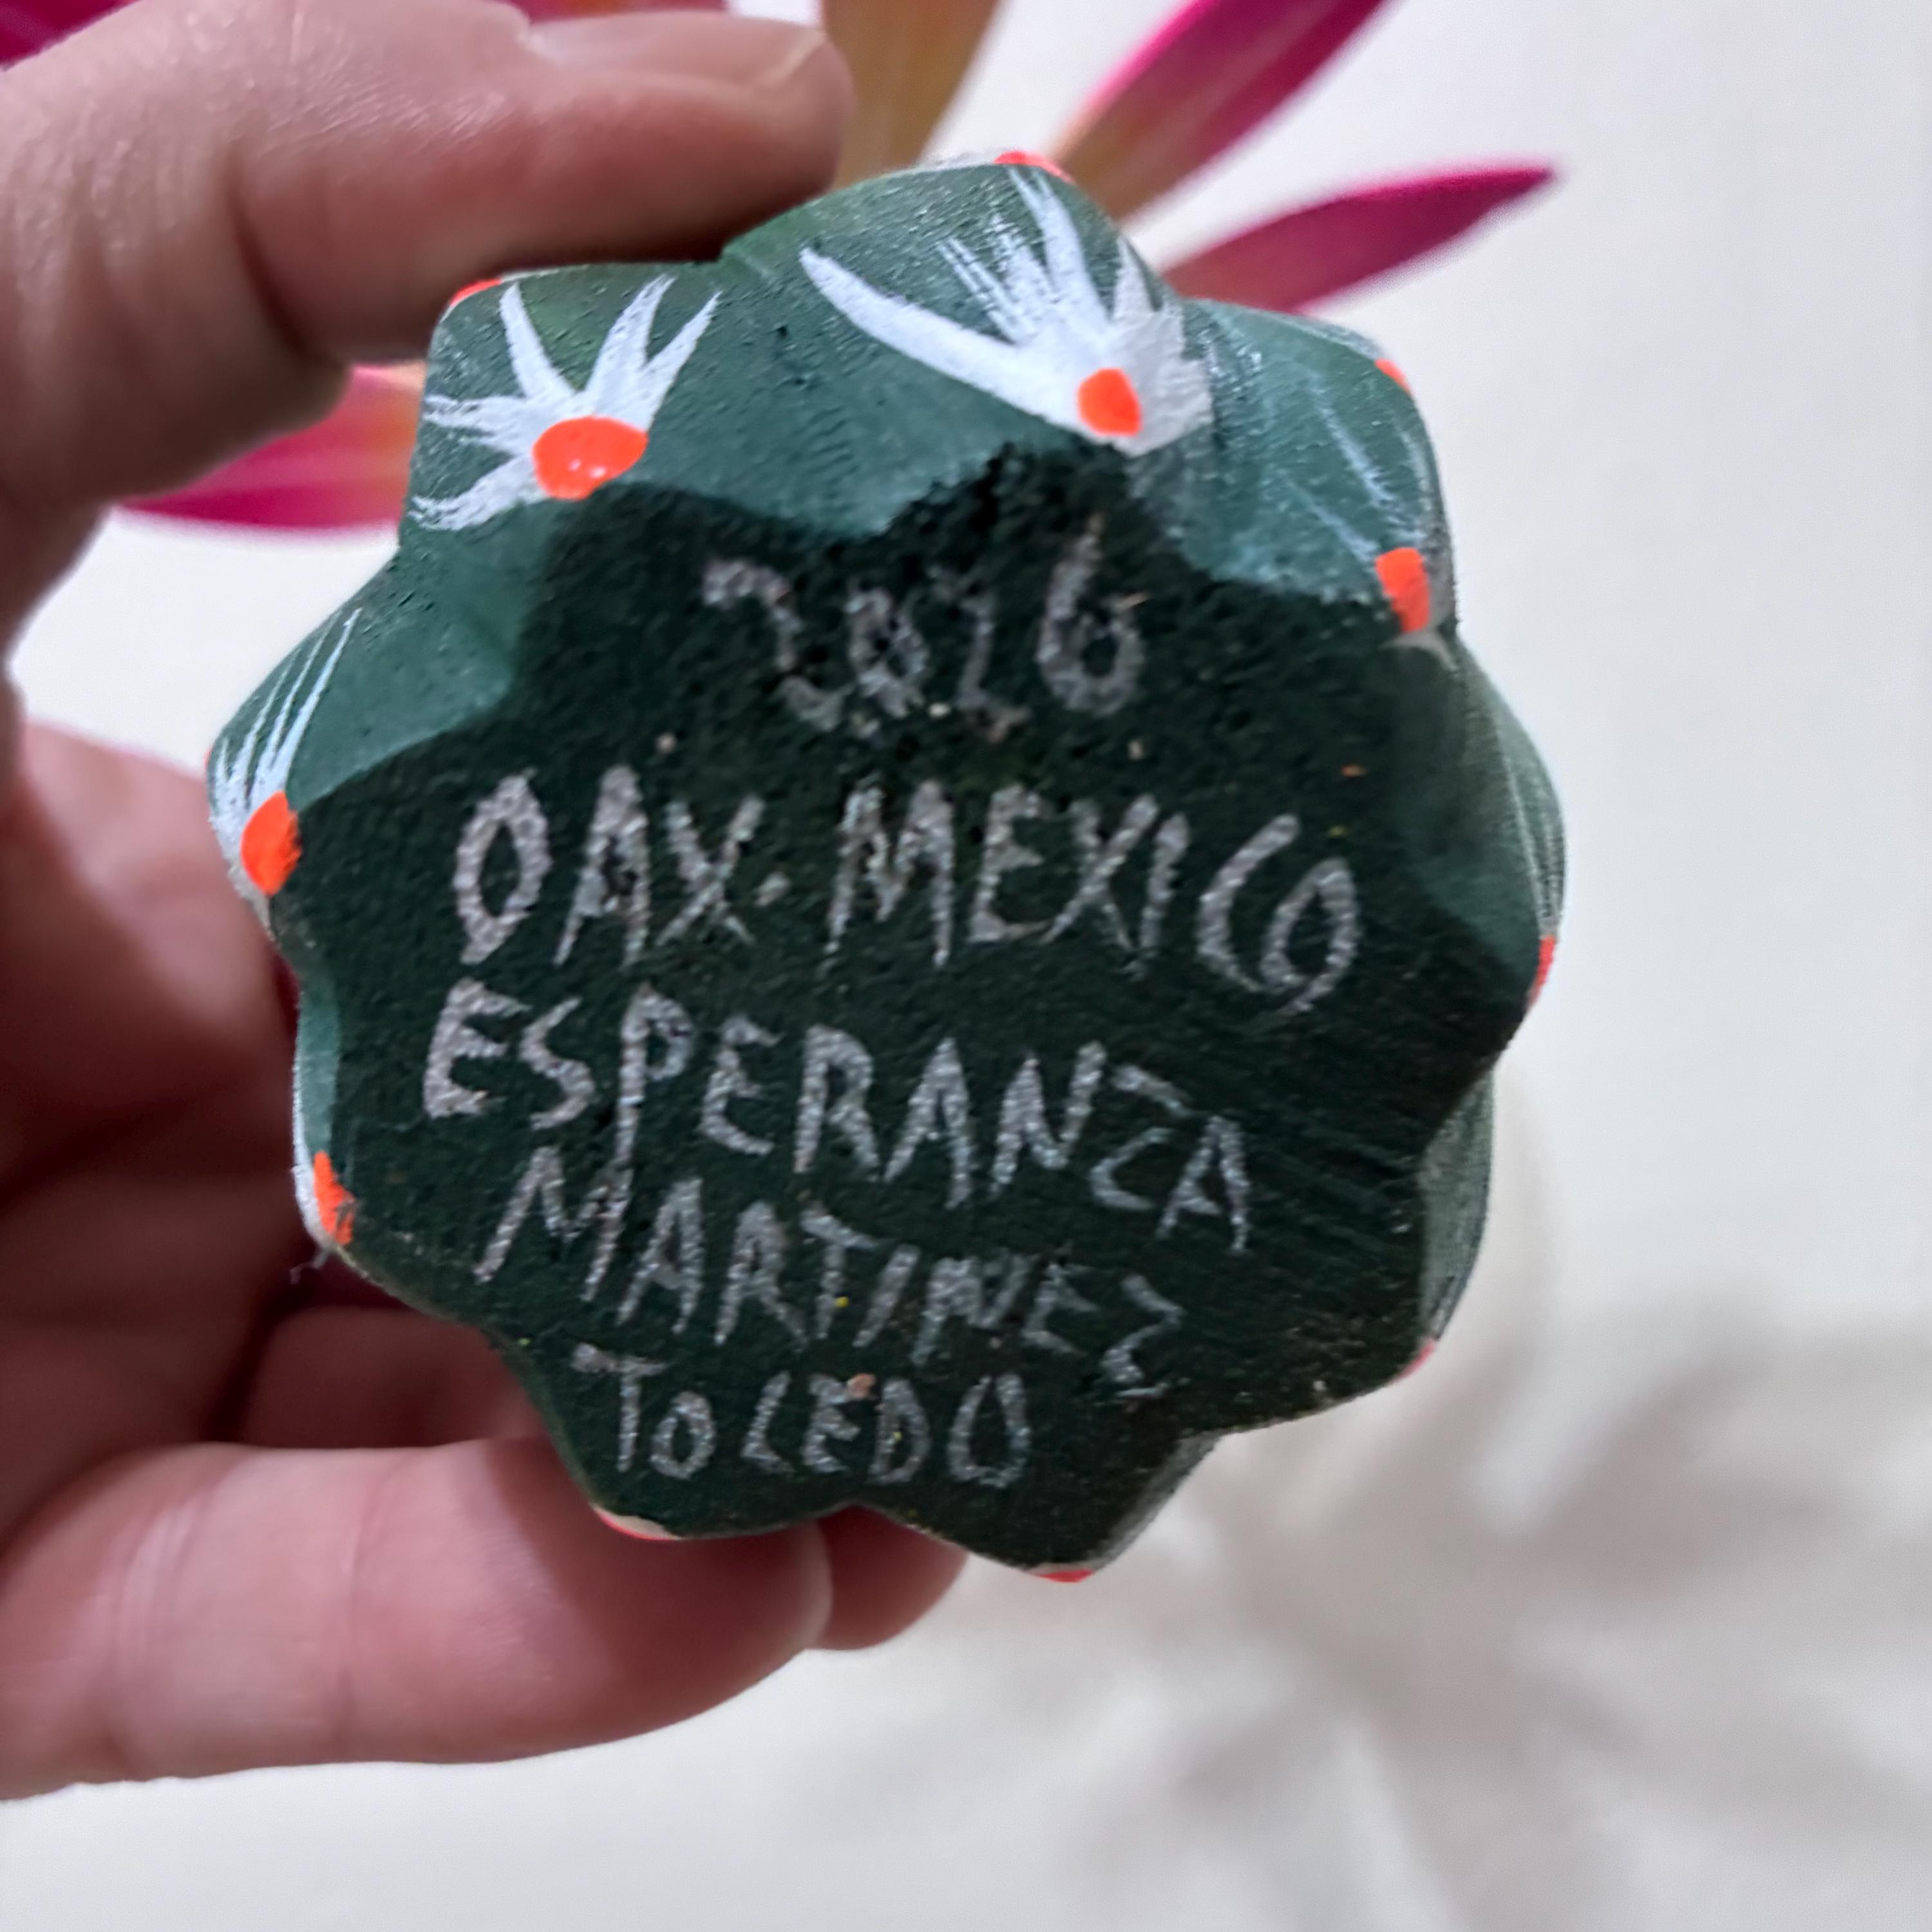 2026
OAX. MEXICO
ESPERANZA
MARTINEZ
TOLEDO